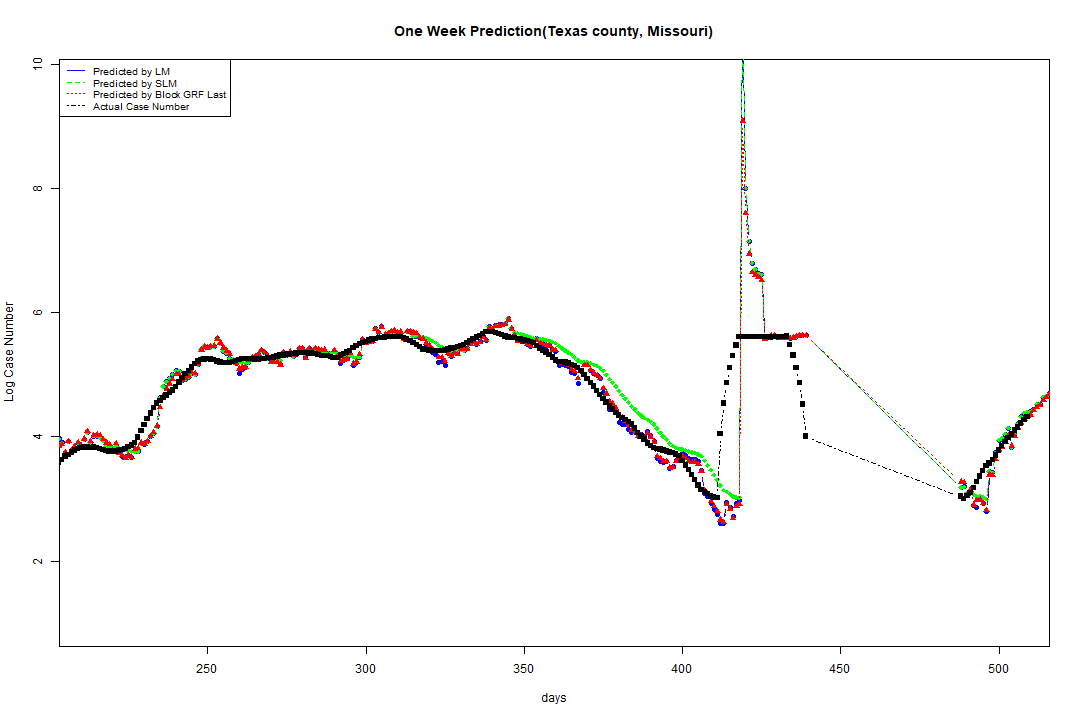 One Week Prediction(Texas county, Missouri)
Predicted by LM
Predicted by SLM
Predicted by Block GRF Last
Actual Case Number
Log Case Number
10
8
6
4
2
250
300
350
400
450
500
days